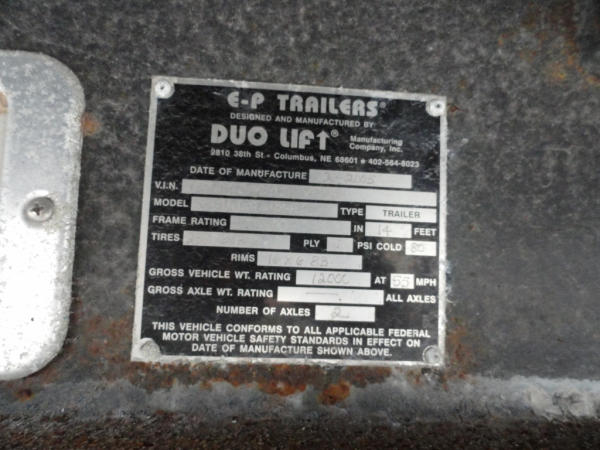 E-P TRAILERS®
DESIGNED AND MANUFACTURED BY:
DUO LIFT® Manufacturing Company, Inc.
2810 38th St. - Columbus, NE 68601 • 402-564-8023
DATE OF MANUFACTURE
V.I.N.
MODEL TYPE TRAILER
FRAME RATING IN 14 FEET
TIRES PLY PSI COLD 80
RIMS
GROSS VEHICLE WT. RATING 12000 AT 55 MPH
GROSS AXLE WT. RATING ALL AXLES
NUMBER OF AXLES 2
THIS VEHICLE CONFORMS TO ALL APPLICABLE FEDERAL
MOTOR VEHICLE SAFETY STANDARDS IN EFFECT ON
DATE OF MANUFACTURE SHOWN ABOVE.